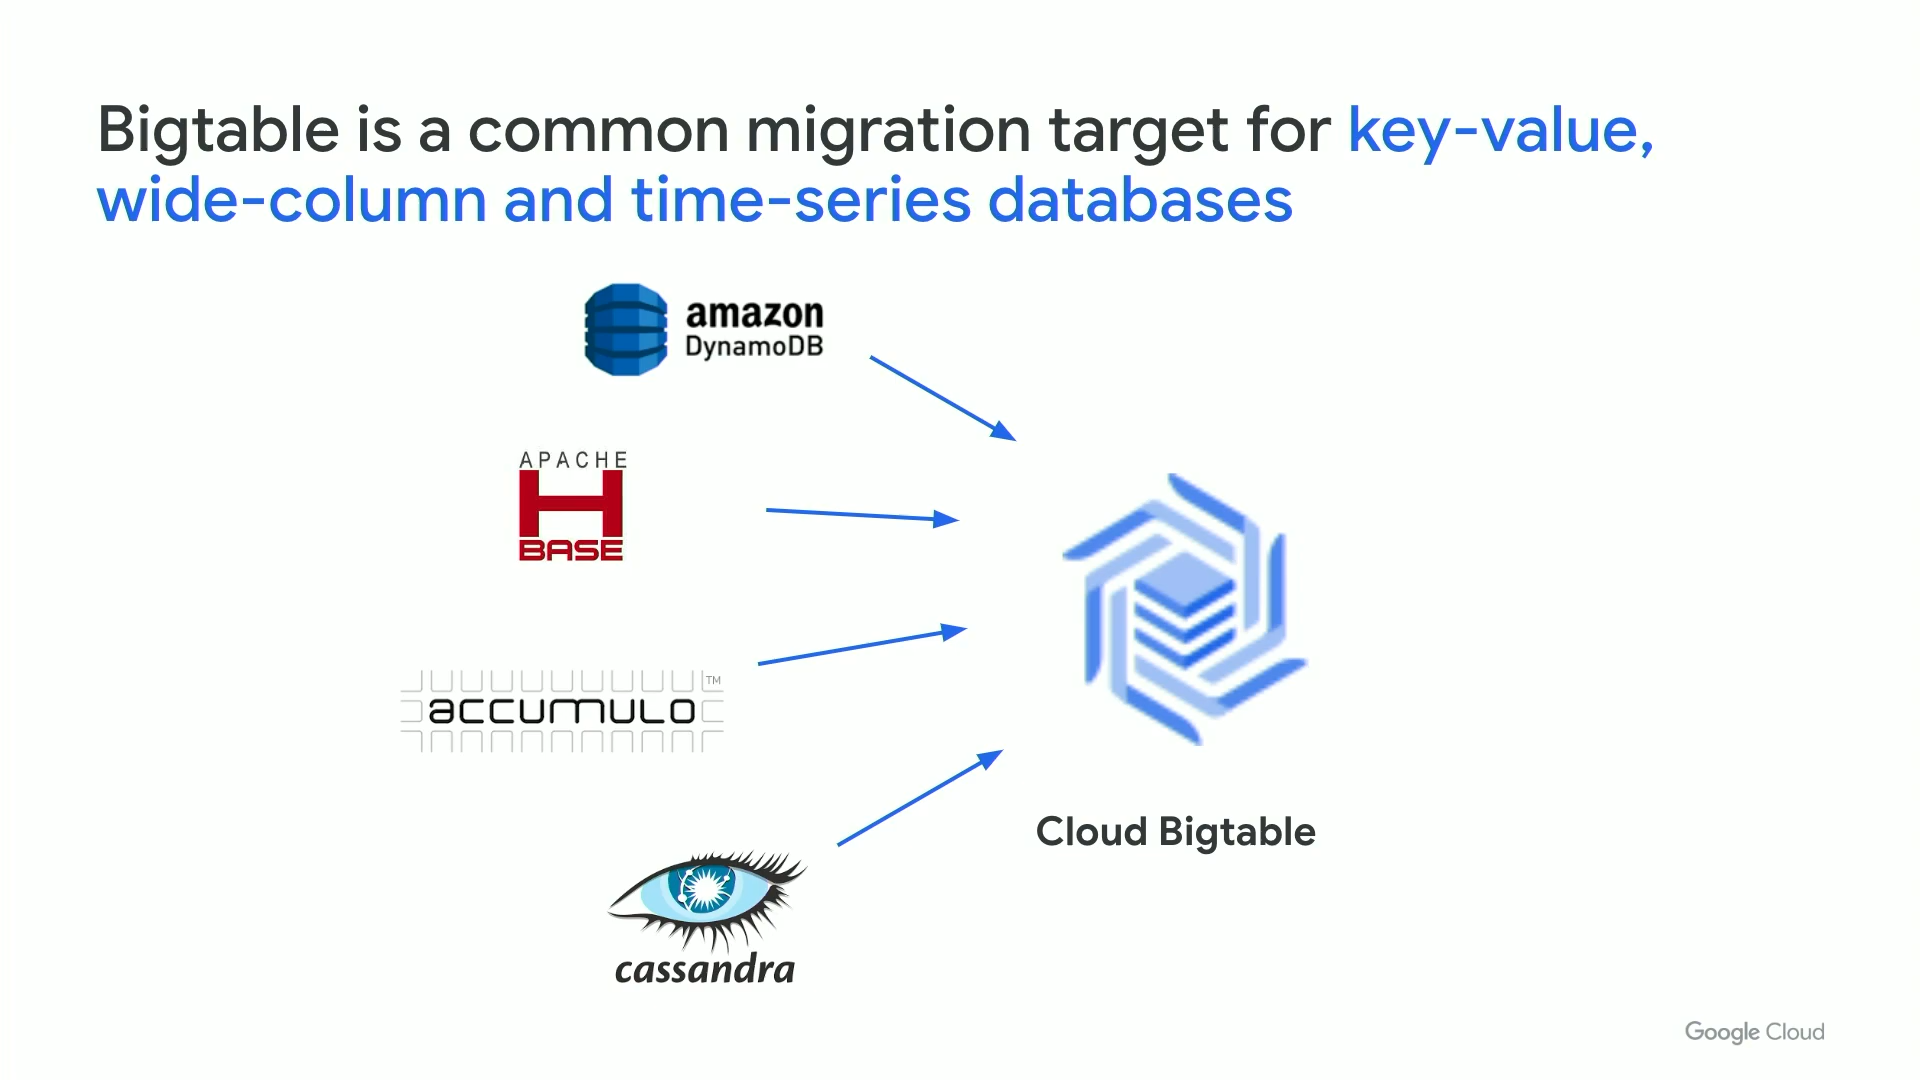 Bigtable is a common migration target for key-value,
wide-column and time-series databases
amazon
DynamoDB
APACHE
H
BASE
accumulo TM
Cloud Bigtable
cassandra
Google Cloud